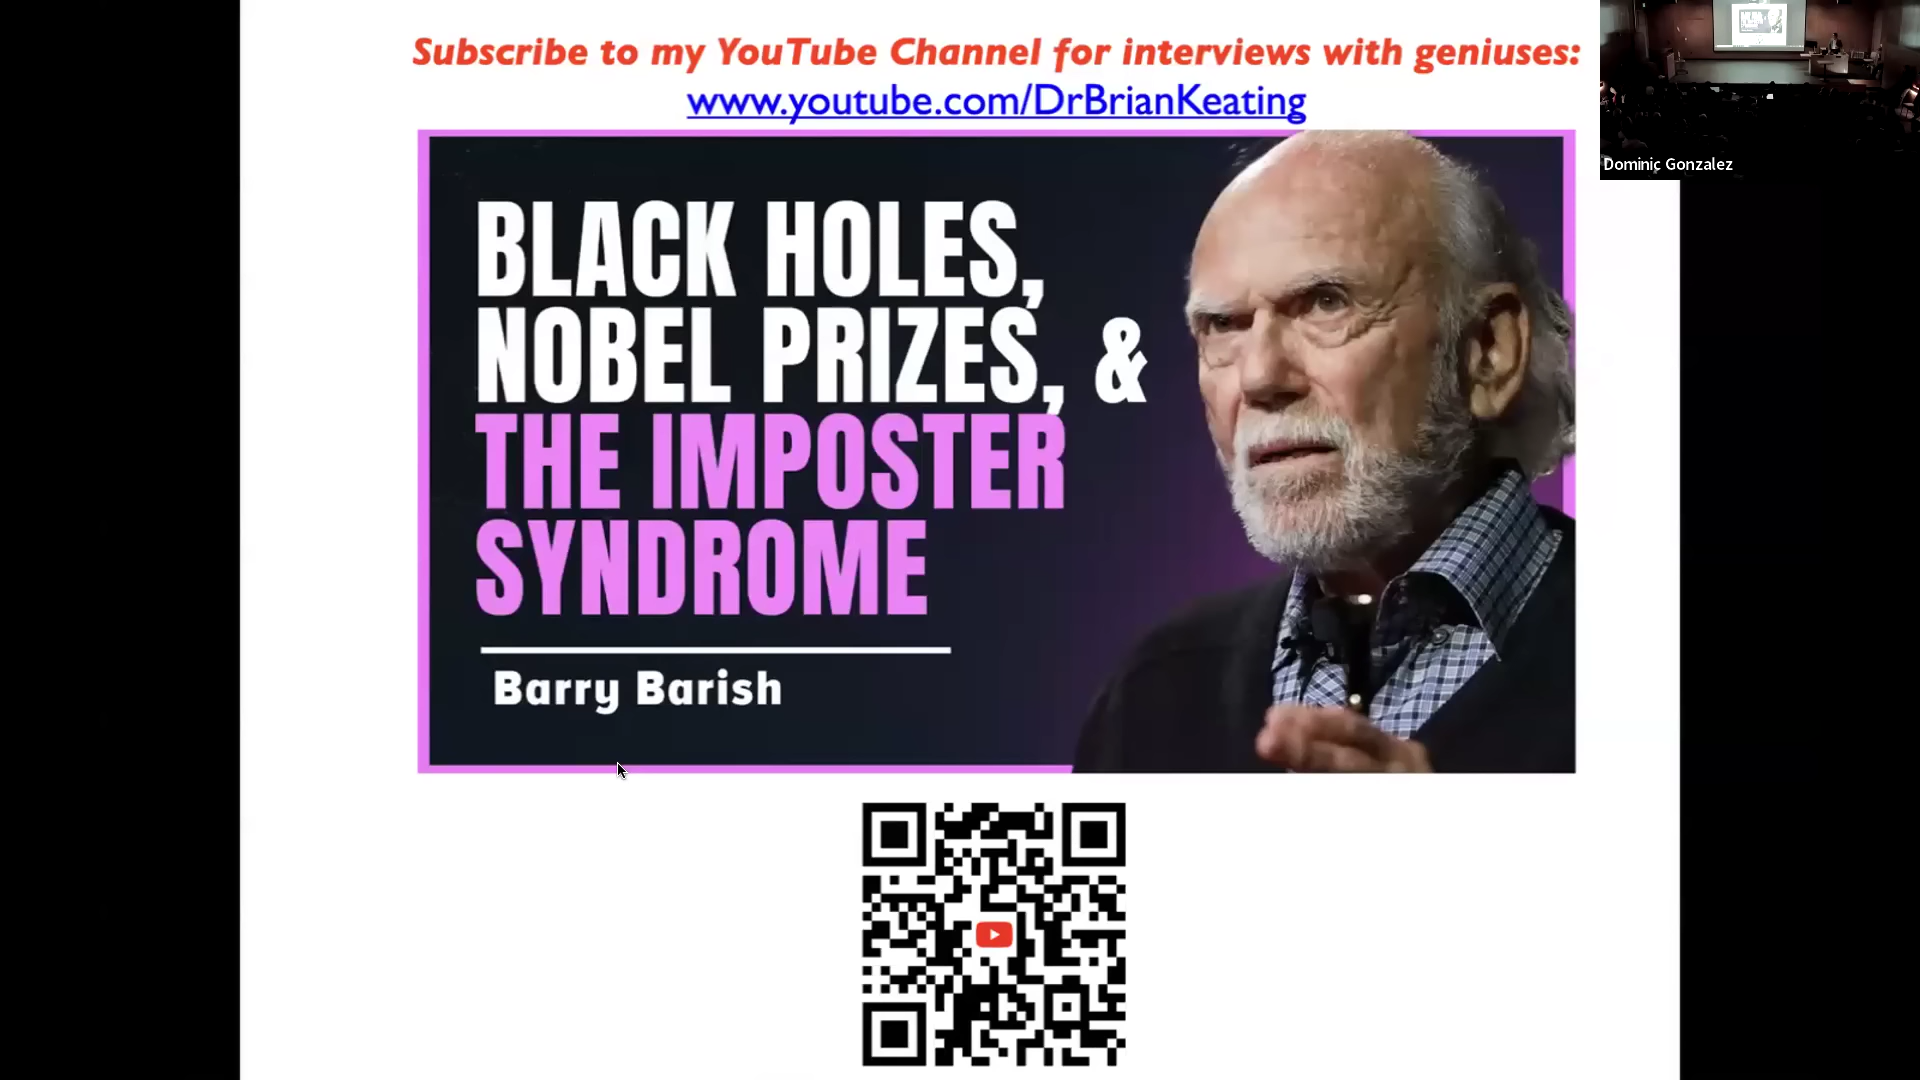 Subscribe to my YouTube Channel for interviews with geniuses:
www.youtube.com/DrBrianKeating
BLACK HOLES,
NOBEL PRIZES, &
THE IMPOSTER
SYNDROME
Barry Barish
Dominic Gonzalez